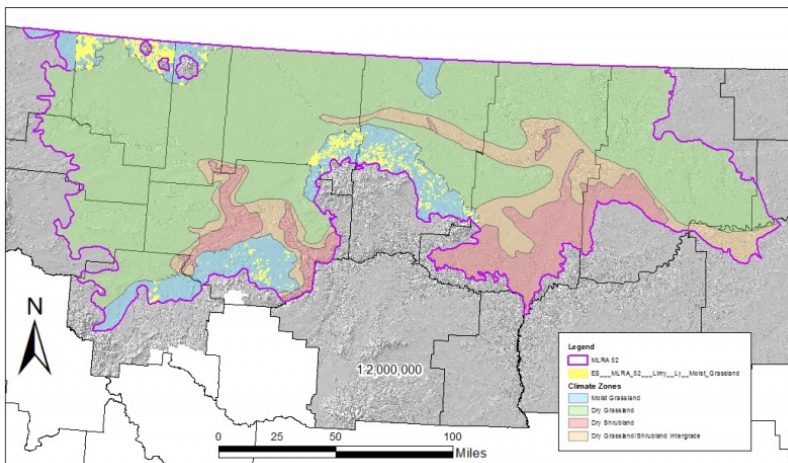 N
1:2,000,000
0 50 100
Miles
Legend
MLRA 52
ES___MLRA_52___Limy__Ly__Moist_Grassland
Climate Zones
Moist Grassland
Dry Grassland
Dry Shrubland
Dry Grassland/Shrubland Intergrade